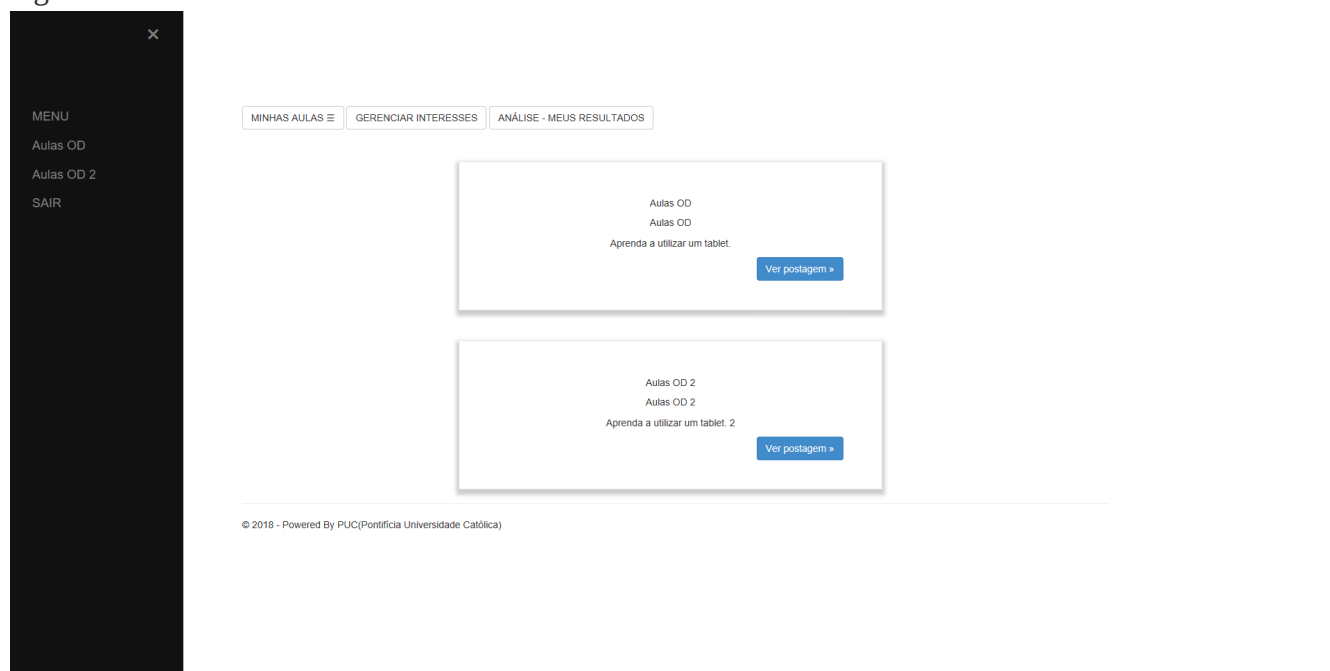 ×
MENU
Aulas OD
Aulas OD 2
SAIR
MINHAS AULAS ☰ GERENCIAR INTERESSES ANÁLISE - MEUS RESULTADOS
Aulas OD
Aulas OD
Aprenda a utilizar um tablet.
Ver postagem »
Aulas OD 2
Aulas OD 2
Aprenda a utilizar um tablet. 2
Ver postagem »
© 2018 - Powered By PUC(Pontifícia Universidade Católica)